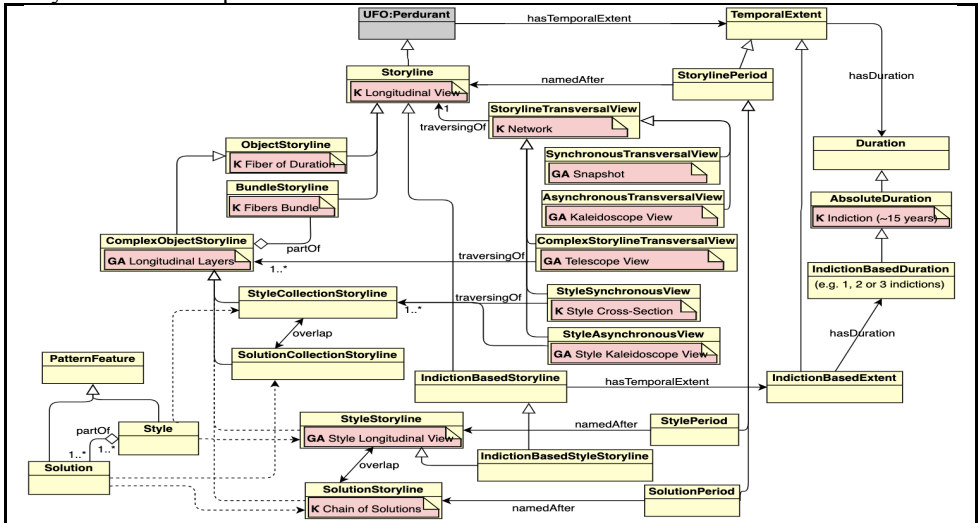 UFO:Perdurant
hasTemporalExtent
TemporalExtent
Storyline
K Longitudinal View
namedAfter
StorylinePeriod
hasDuration
StorylineTransversalView
K Network
1
traversingOf
ObjectStoryline
K Fiber of Duration
SynchronousTransversalView
GA Snapshot
Duration
BundleStoryline
K Fibers Bundle
AsynchronousTransversalView
GA Kaleidoscope View
AbsoluteDuration
K Indiction (~15 years)
ComplexObjectStoryline
GA Longitudinal Layers
partOf
1..*
traversingOf
ComplexStorylineTransversalView
GA Telescope View
IndictionBasedDuration
(e.g. 1, 2 or 3 indictions)
StyleCollectionStoryline
traversingOf
1..*
StyleSynchronousView
K Style Cross-Section
overlap
StyleAsynchronousView
GA Style Kaleidoscope View
hasDuration
SolutionCollectionStoryline
PatternFeature
IndictionBasedStoryline
hasTemporalExtent
IndictionBasedExtent
StyleStoryline
GA Style Longitudinal View
namedAfter
StylePeriod
partOf
1..*
1..*
Style
overlap
IndictionBasedStyleStoryline
Solution
SolutionStoryline
K Chain of Solutions
namedAfter
SolutionPeriod